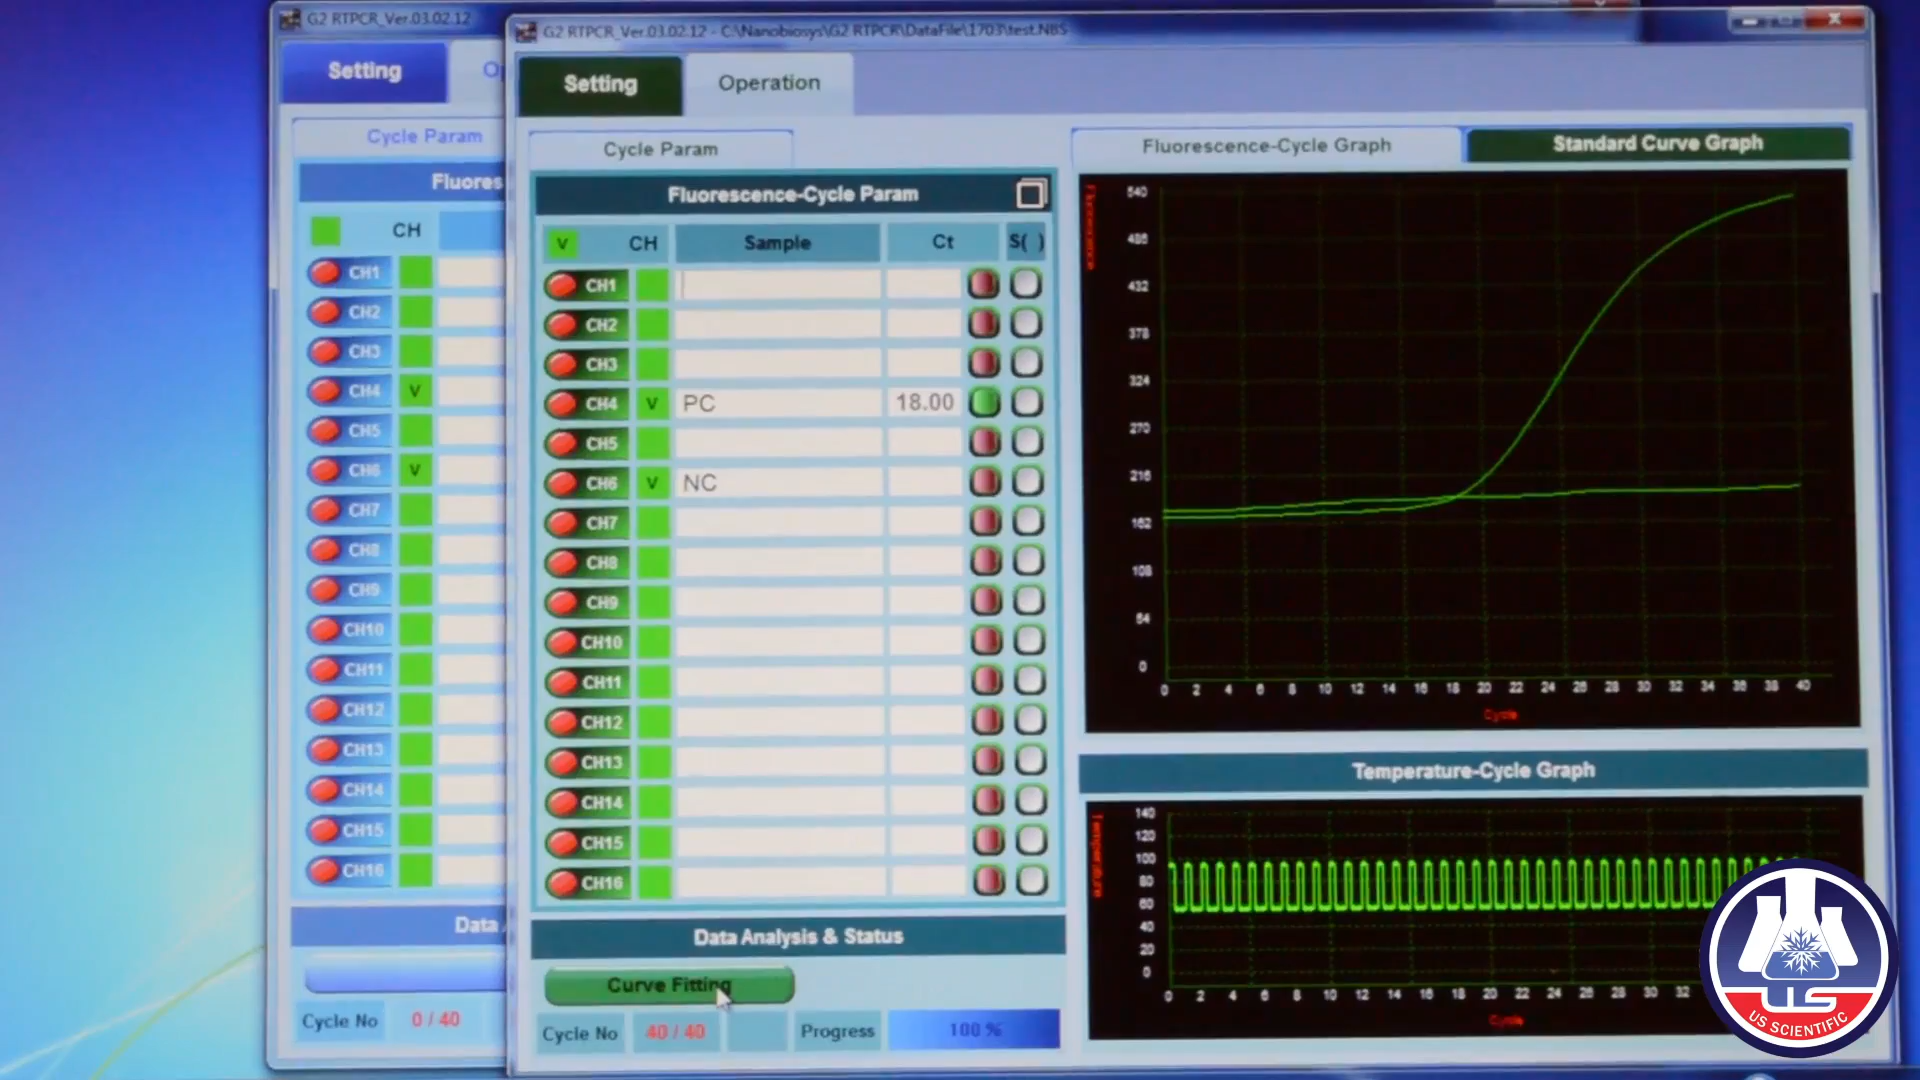 G2 RTPCR_Ver.03.02.12
Setting
Cycle Param
CH
CH1
CH2
CH3
CH4 V
CH5
CH6 V
CH7
CH8
CH9
CH10
CH11
CH12
CH13
CH14
CH15
CH16
Cycle No 0 / 40
G2 RTPCR_Ver.03.02.12 - C:\Nanobiosys\G2 RTPCR\DataFile\1703\test.NBS
Setting Operation
Cycle Param
Fluorescence-Cycle Param
V CH Sample Ct S( )
CH1
CH2
CH3
CH4 V PC 18.00
CH5
CH6 V NC
CH7
CH8
CH9
CH10
CH11
CH12
CH13
CH14
CH15
CH16
Data Analysis & Status
Curve Fitting
Cycle No 40 / 40 Progress 100 %
Fluorescence-Cycle Graph Standard Curve Graph
Fluorescence
540
486
432
378
324
270
216
162
108
54
0
0 2 4 6 8 10 12 14 16 18 20 22 24 26 28 30 32 34 36 38 40
Cycle
Temperature-Cycle Graph
Temperature
140
120
100
80
60
40
20
0
0 2 4 6 8 10 12 14 16 18 20 22 24 26 28 30 32
Cycle
US SCIENTIFIC